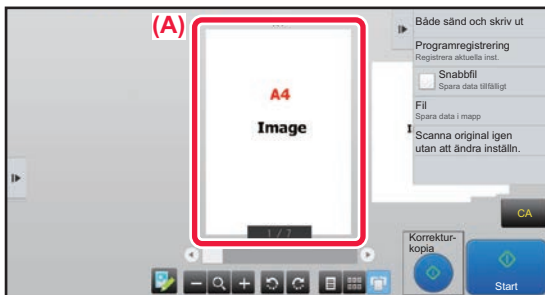 (A)
A4
Image
1 / 7
Både sänd och skriv ut
Programregistrering
Registrera aktuella inst.
Snabbfil
Spara data tillfälligt
Fil
Spara data i mapp
Scanna original igen
utan att ändra inställn.
CA
Korrektur-
kopia
Start